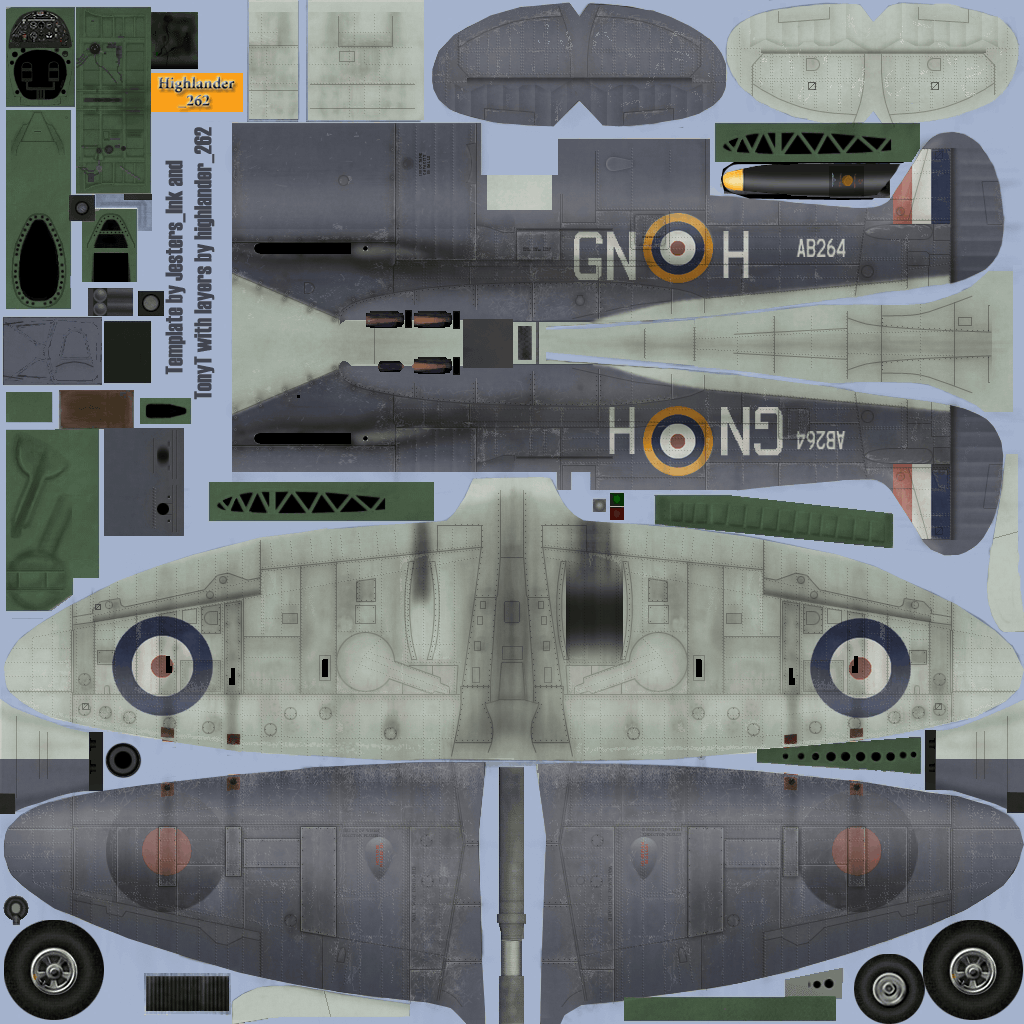 Highlander
_262
Template by Jesters_Ink and
TonyT with layers by highlander_262
GN H AB264
H GN AB264